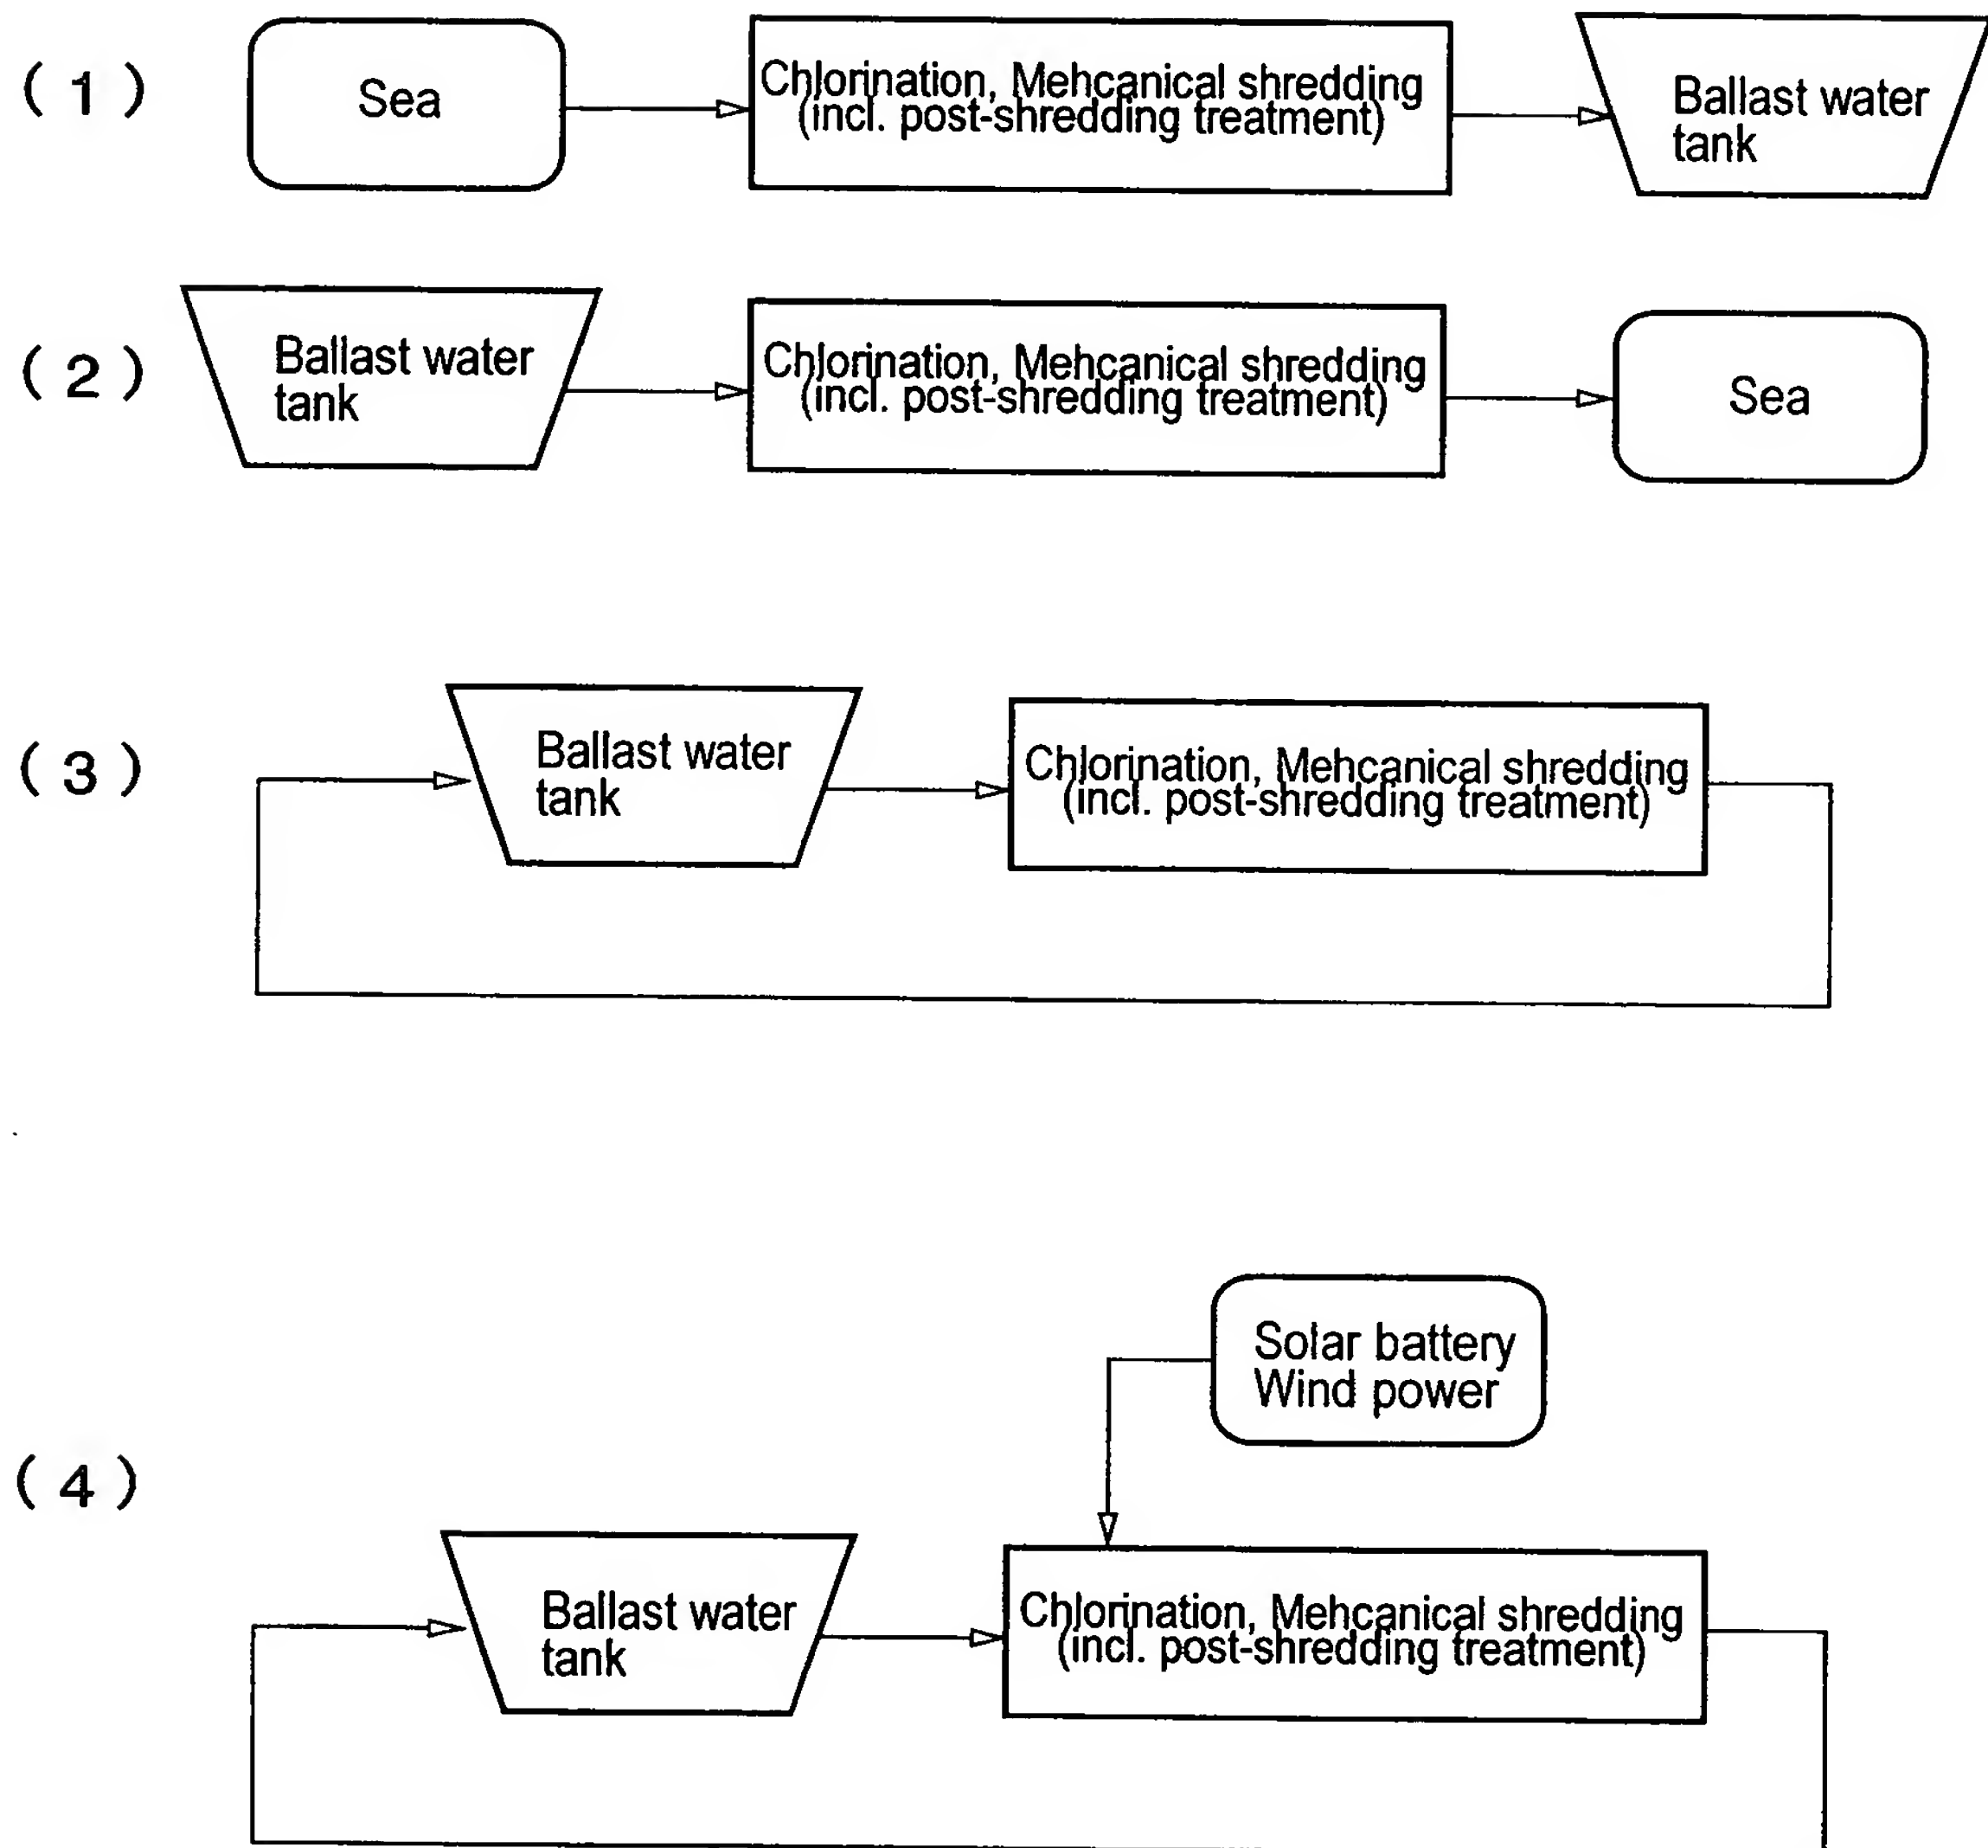 (1)
Sea
Chlorination, Mehcanical shredding
(incl. post-shredding treatment)
Ballast water
tank
(2)
Ballast water
tank
Chlorination, Mehcanical shredding
(incl. post-shredding treatment)
Sea
(3)
Ballast water
tank
Chlorination, Mehcanical shredding
(incl. post-shredding treatment)
Solar battery
Wind power
(4)
Ballast water
tank
Chlorination, Mehcanical shredding
(incl. post-shredding treatment)